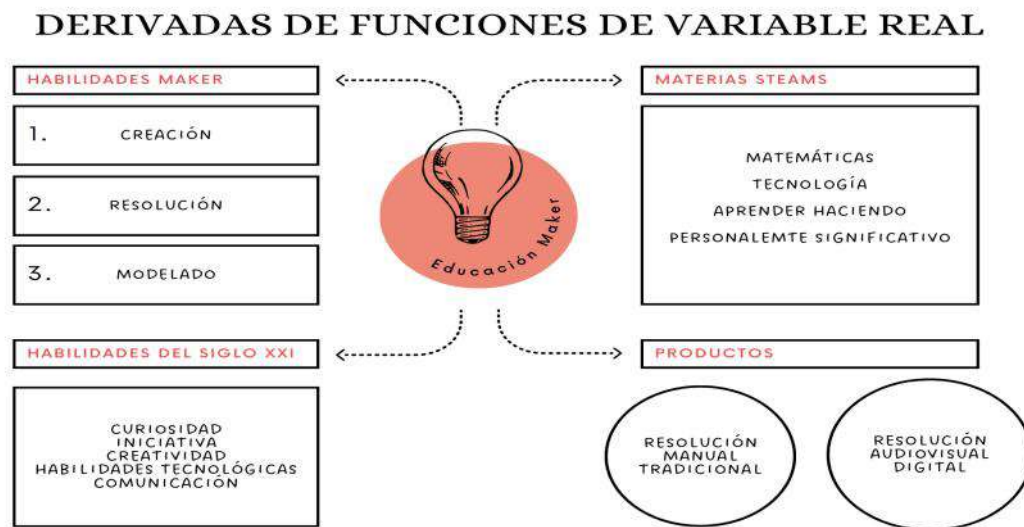 DERIVADAS DE FUNCIONES DE VARIABLE REAL
HABILIDADES MAKER
1. CREACIÓN
2. RESOLUCIÓN
3. MODELADO
Educación Maker
MATERIAS STEAMS
MATEMÁTICAS
TECNOLOGÍA
APRENDER HACIENDO
PERSONALEMTE SIGNIFICATIVO
HABILIDADES DEL SIGLO XXI
CURIOSIDAD
INICIATIVA
CREATIVIDAD
HABILIDADES TECNOLÓGICAS
COMUNICACIÓN
PRODUCTOS
RESOLUCIÓN
MANUAL
TRADICIONAL
RESOLUCIÓN
AUDIOVISUAL
DIGITAL